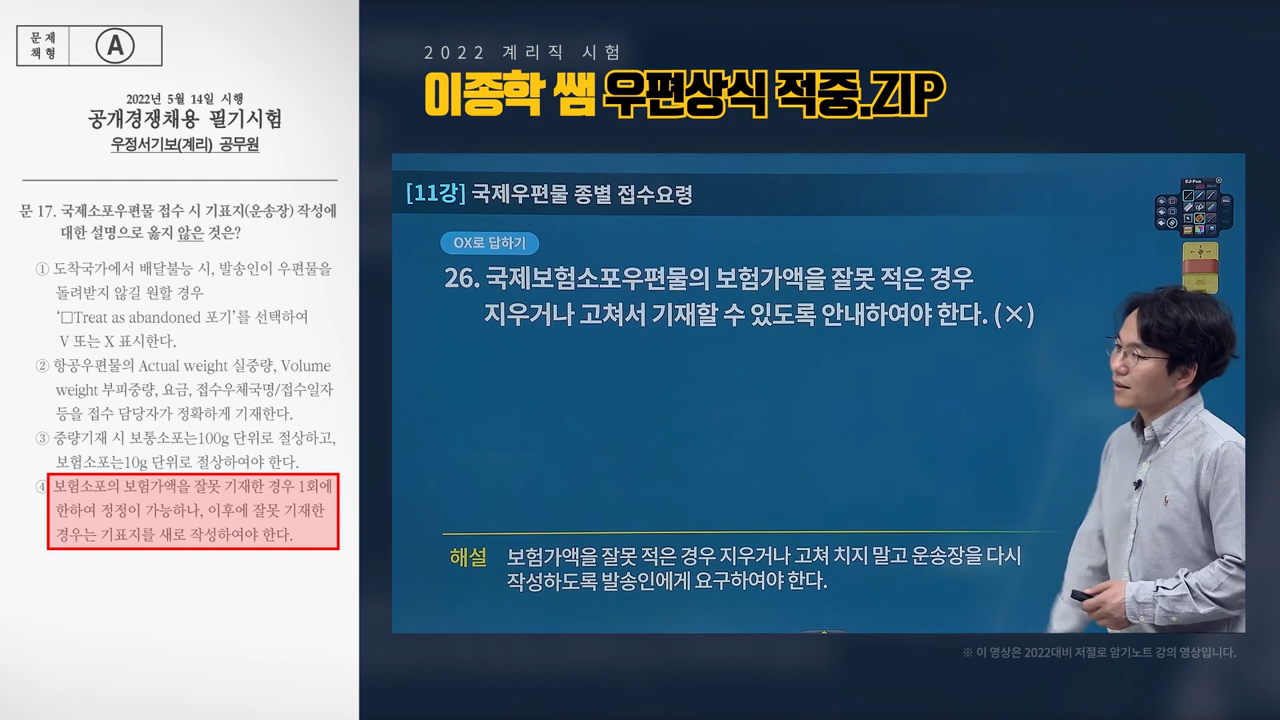 문 제
책 형
A
2022년 5월 14일 시행
공개경쟁채용 필기시험
우정서기보(계리) 공무원
문 17. 국제소포우편물 접수 시 기표지(운송장) 작성에
대한 설명으로 옳지 않은 것은?
① 도착국가에서 배달불능 시, 발송인이 우편물을
돌려받지 않길 원할 경우
‘□Treat as abandoned 포기’를 선택하여
V 또는 X 표시한다.
② 항공우편물의 Actual weight 실중량, Volume
weight 부피중량, 요금, 접수우체국명/접수일자
등을 접수 담당자가 정확하게 기재한다.
③ 중량기재 시 보통소포는100g 단위로 절상하고,
보험소포는10g 단위로 절상하여야 한다.
④ 보험소포의 보험가액을 잘못 기재한 경우 1회에
한하여 정정이 가능하나, 이후에 잘못 기재한
경우는 기표지를 새로 작성하여야 한다.
2022 계리직 시험
이종학 쌤 우편상식 적중.ZIP
[11강] 국제우편물 종별 접수요령
OX로 답하기
26. 국제보험소포우편물의 보험가액을 잘못 적은 경우
지우거나 고쳐서 기재할 수 있도록 안내하여야 한다. (×)
해설 보험가액을 잘못 적은 경우 지우거나 고쳐 치지 말고 운송장을 다시
작성하도록 발송인에게 요구하여야 한다.
※ 이 영상은 2022대비 저절로 암기노트 강의 영상입니다.